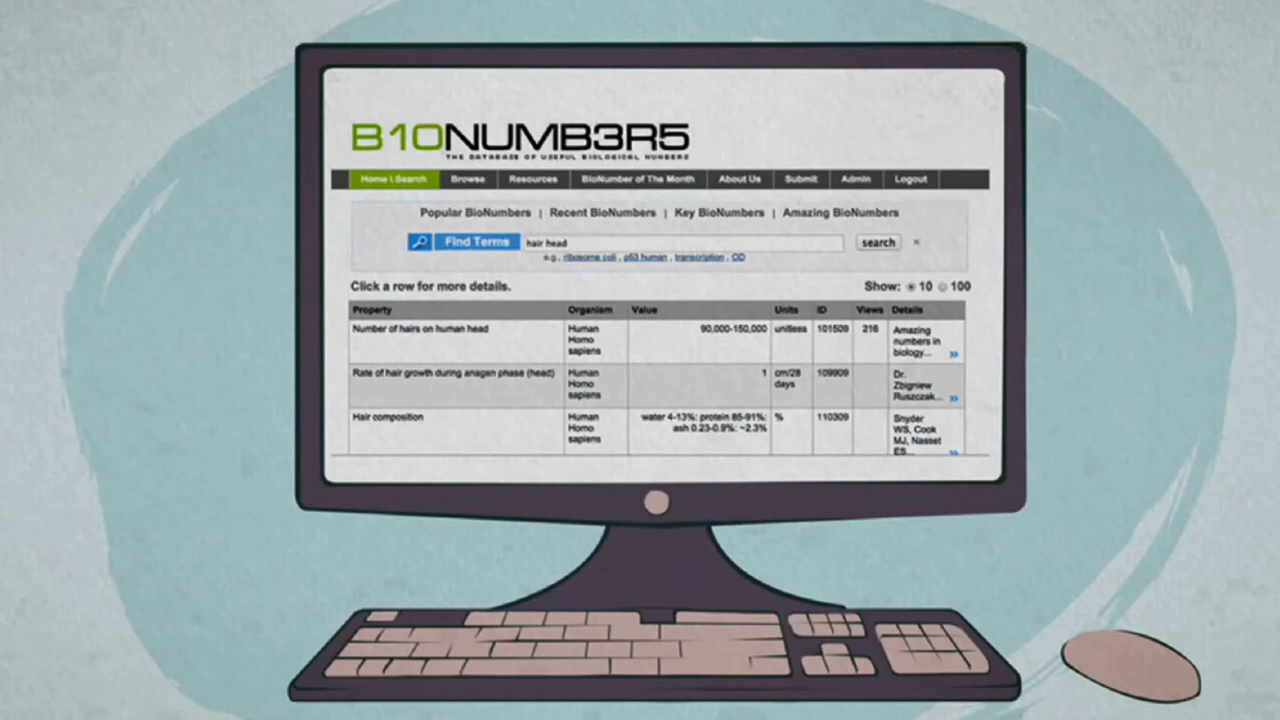 B10NUMB3R5
THE DATABASE OF USEFUL BIOLOGICAL NUMBERS
Home \ Search Browse Resources BioNumber of The Month About Us Submit Admin Logout
Popular BioNumbers | Recent BioNumbers | Key BioNumbers | Amazing BioNumbers
Find Terms hair head search ×
e.g., ribosome coli , p53 human , transcription , OD
Click a row for more details. Show: 10 100
Property Organism Value Units ID Views Details
Number of hairs on human head Human 90,000-150,000 unitless 101509 216 Amazing
Homo numbers in
sapiens biology... »
Rate of hair growth during anagen phase (head) Human 1 cm/28 109909 Dr.
Homo days Zbigniew
sapiens Ruszczak... »
Hair composition Human water 4-13%: protein 85-91%: % 110309 Snyder
Homo ash 0.23-0.9%: ~2.3% WS, Cook
sapiens MJ, Nasset
ES... »